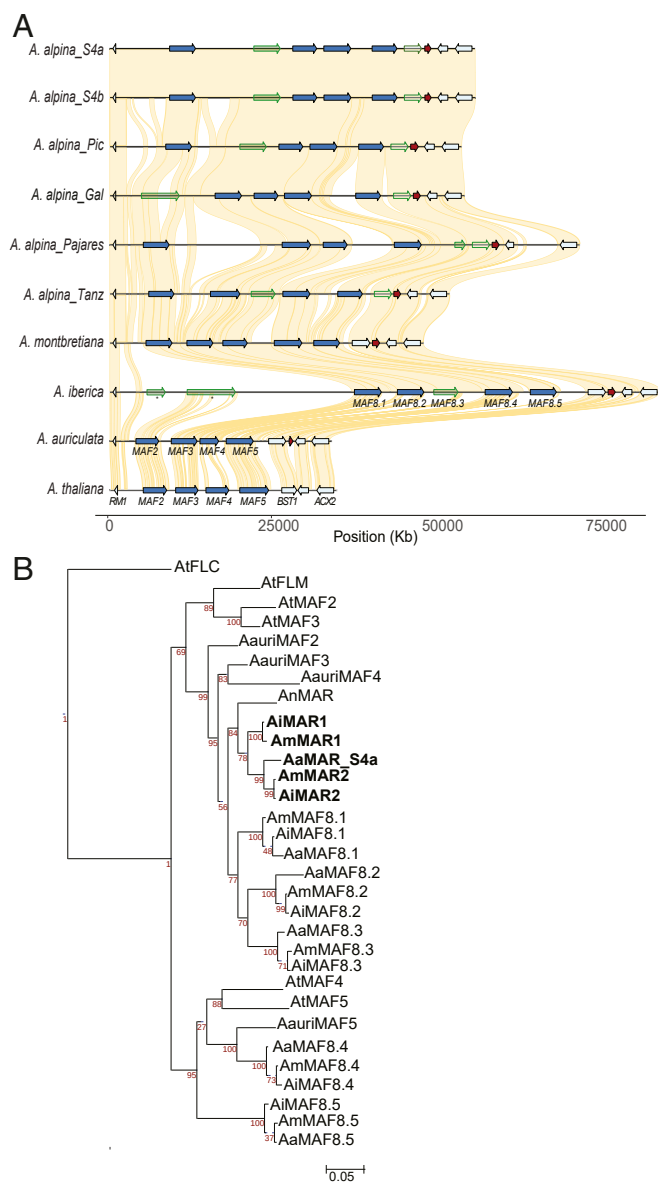 A
A. alpina_S4a
A. alpina_S4b
A. alpina_Pic
A. alpina_Gal
A. alpina_Pajares
A. alpina_Tanz
A. montbretiana
A. iberica
* *
MAF8.1 MAF8.2 MAF8.3 MAF8.4 MAF8.5
A. auriculata
MAF2 MAF3 MAF4 MAF5
A. thaliana
RM1 MAF2 MAF3 MAF4 MAF5 BST1 ACX2
0 25000 50000 75000
Position (Kb)
B
AtFLC
AtFLM
89
AtMAF2
100
AtMAF3
69
AauriMAF2
99
AauriMAF3
83
AauriMAF4
95
AnMAR
84
AiMAR1
100
AmMAR1
78
AaMAR_S4a
99
AmMAR2
99
AiMAR2
1
56
AmMAF8.1
100
AiMAF8.1
48
AaMAF8.1
77
AaMAF8.2
100
AmMAF8.2
99
AiMAF8.2
1
70
AaMAF8.3
100
AmMAF8.3
71
AiMAF8.3
AtMAF4
88
AtMAF5
27
AauriMAF5
100
AaMAF8.4
100
AmMAF8.4
73
AiMAF8.4
95
AiMAF8.5
100
AmMAF8.5
37
AaMAF8.5
0.05